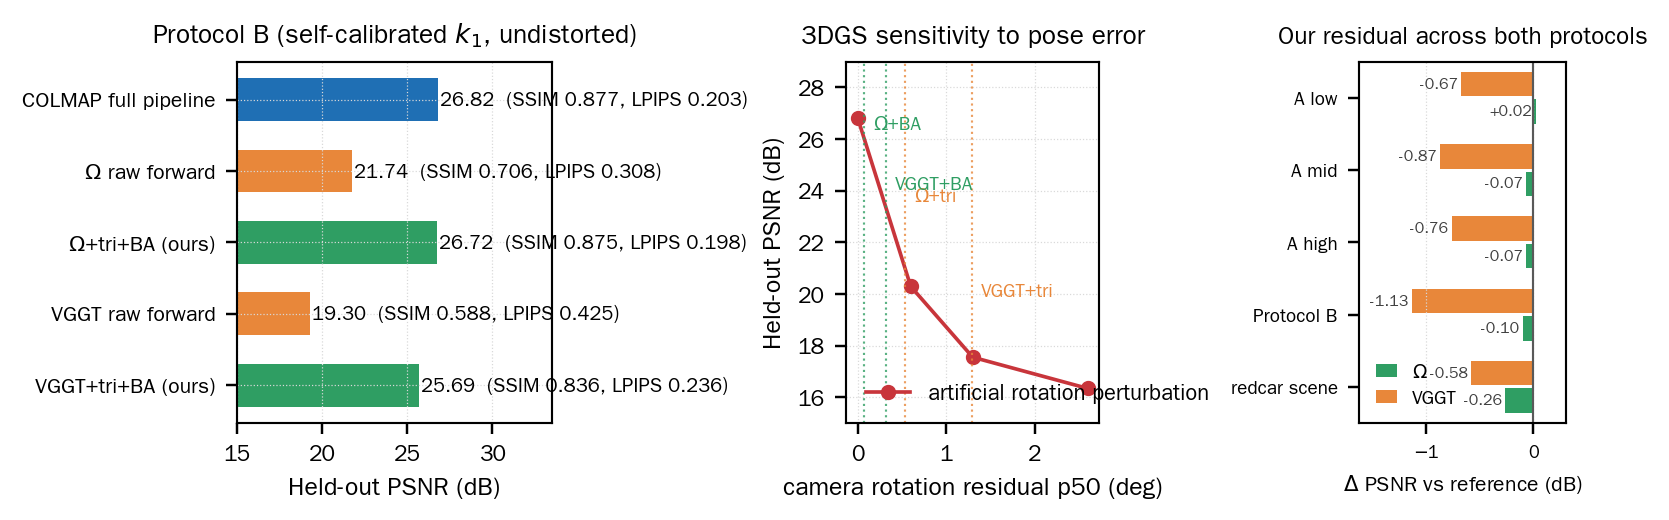 Protocol B (self-calibrated k₁, undistorted)
COLMAP full pipeline
26.82 (SSIM 0.877, LPIPS 0.203)
Ω raw forward
21.74 (SSIM 0.706, LPIPS 0.308)
Ω+tri+BA (ours)
26.72 (SSIM 0.875, LPIPS 0.198)
VGGT raw forward
19.30 (SSIM 0.588, LPIPS 0.425)
VGGT+tri+BA (ours)
25.69 (SSIM 0.836, LPIPS 0.236)
15 20 25 30
Held-out PSNR (dB)
3DGS sensitivity to pose error
Held-out PSNR (dB)
28
26
24
22
20
18
16
Ω+BA
VGGT+BA
Ω+tri
VGGT+tri
artificial rotation perturbation
0 1 2
camera rotation residual p50 (deg)
Our residual across both protocols
A low
-0.67
+0.02
A mid
-0.87
-0.07
A high
-0.76
-0.07
Protocol B
-1.13
-0.10
redcar scene
-0.58
-0.26
Ω
VGGT
−1 0
Δ PSNR vs reference (dB)